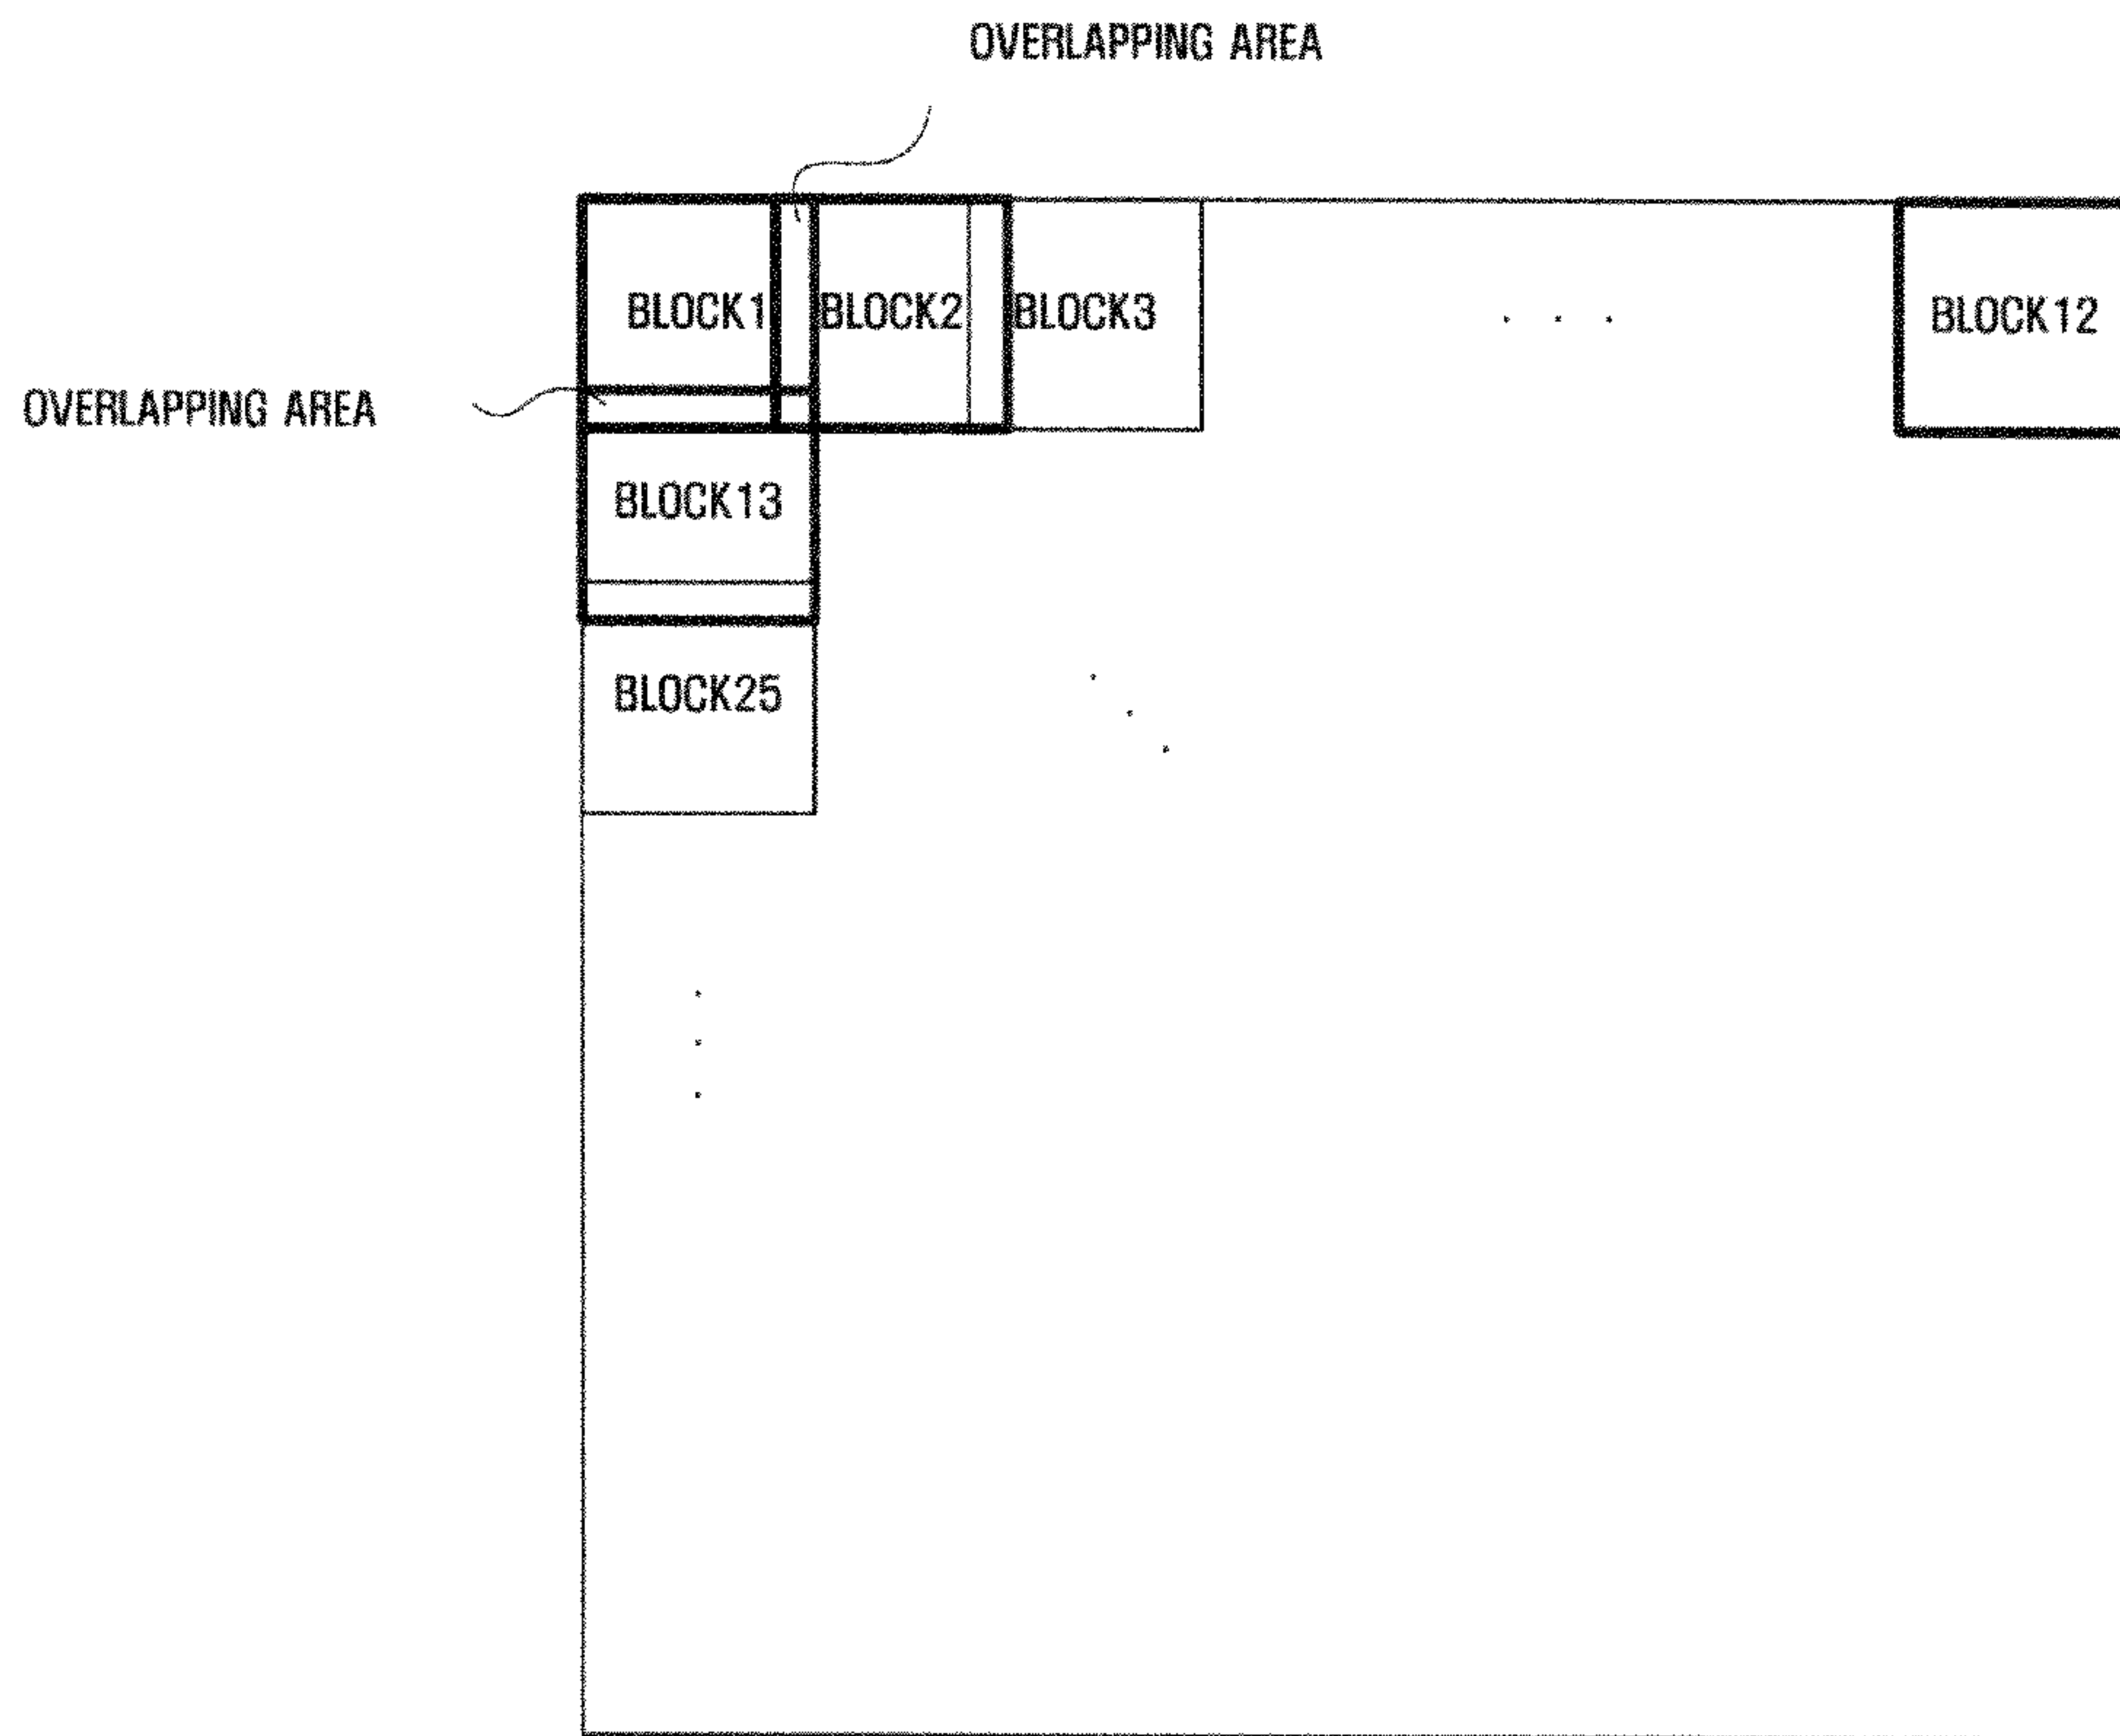 OVERLAPPING AREA
BLOCK1 BLOCK2 BLOCK3 . . . BLOCK12
OVERLAPPING AREA
BLOCK13
BLOCK25